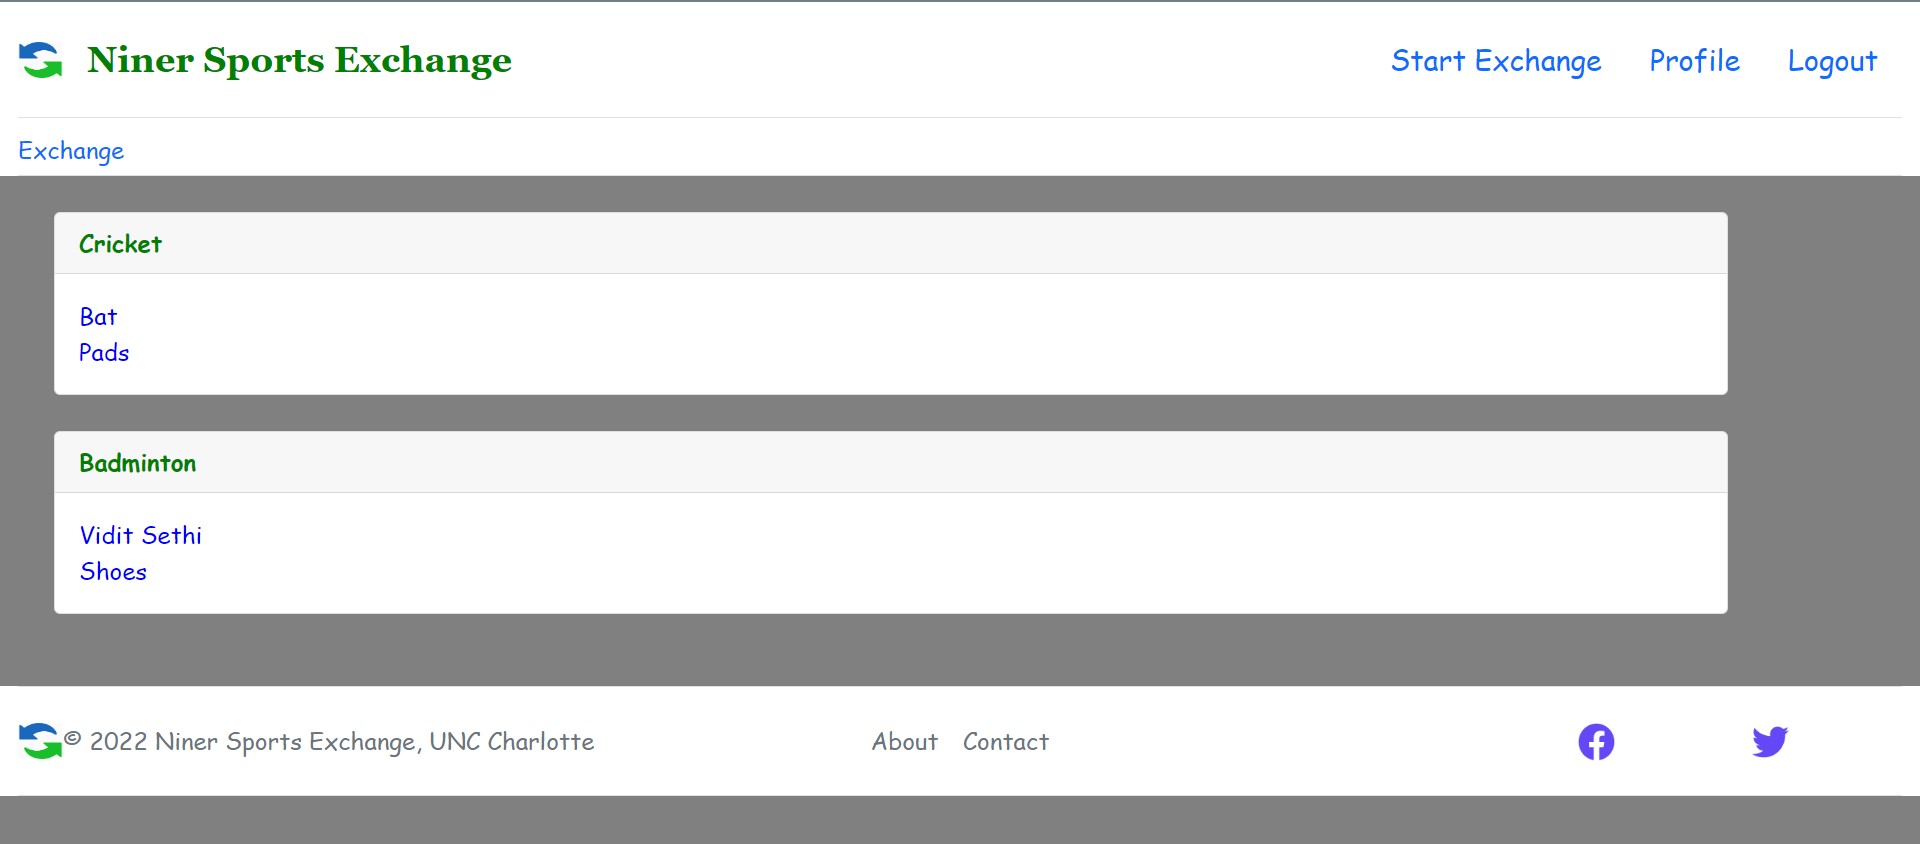 Niner Sports Exchange
Start Exchange Profile Logout
Exchange
Cricket
Bat
Pads
Badminton
Vidit Sethi
Shoes
© 2022 Niner Sports Exchange, UNC Charlotte
About Contact